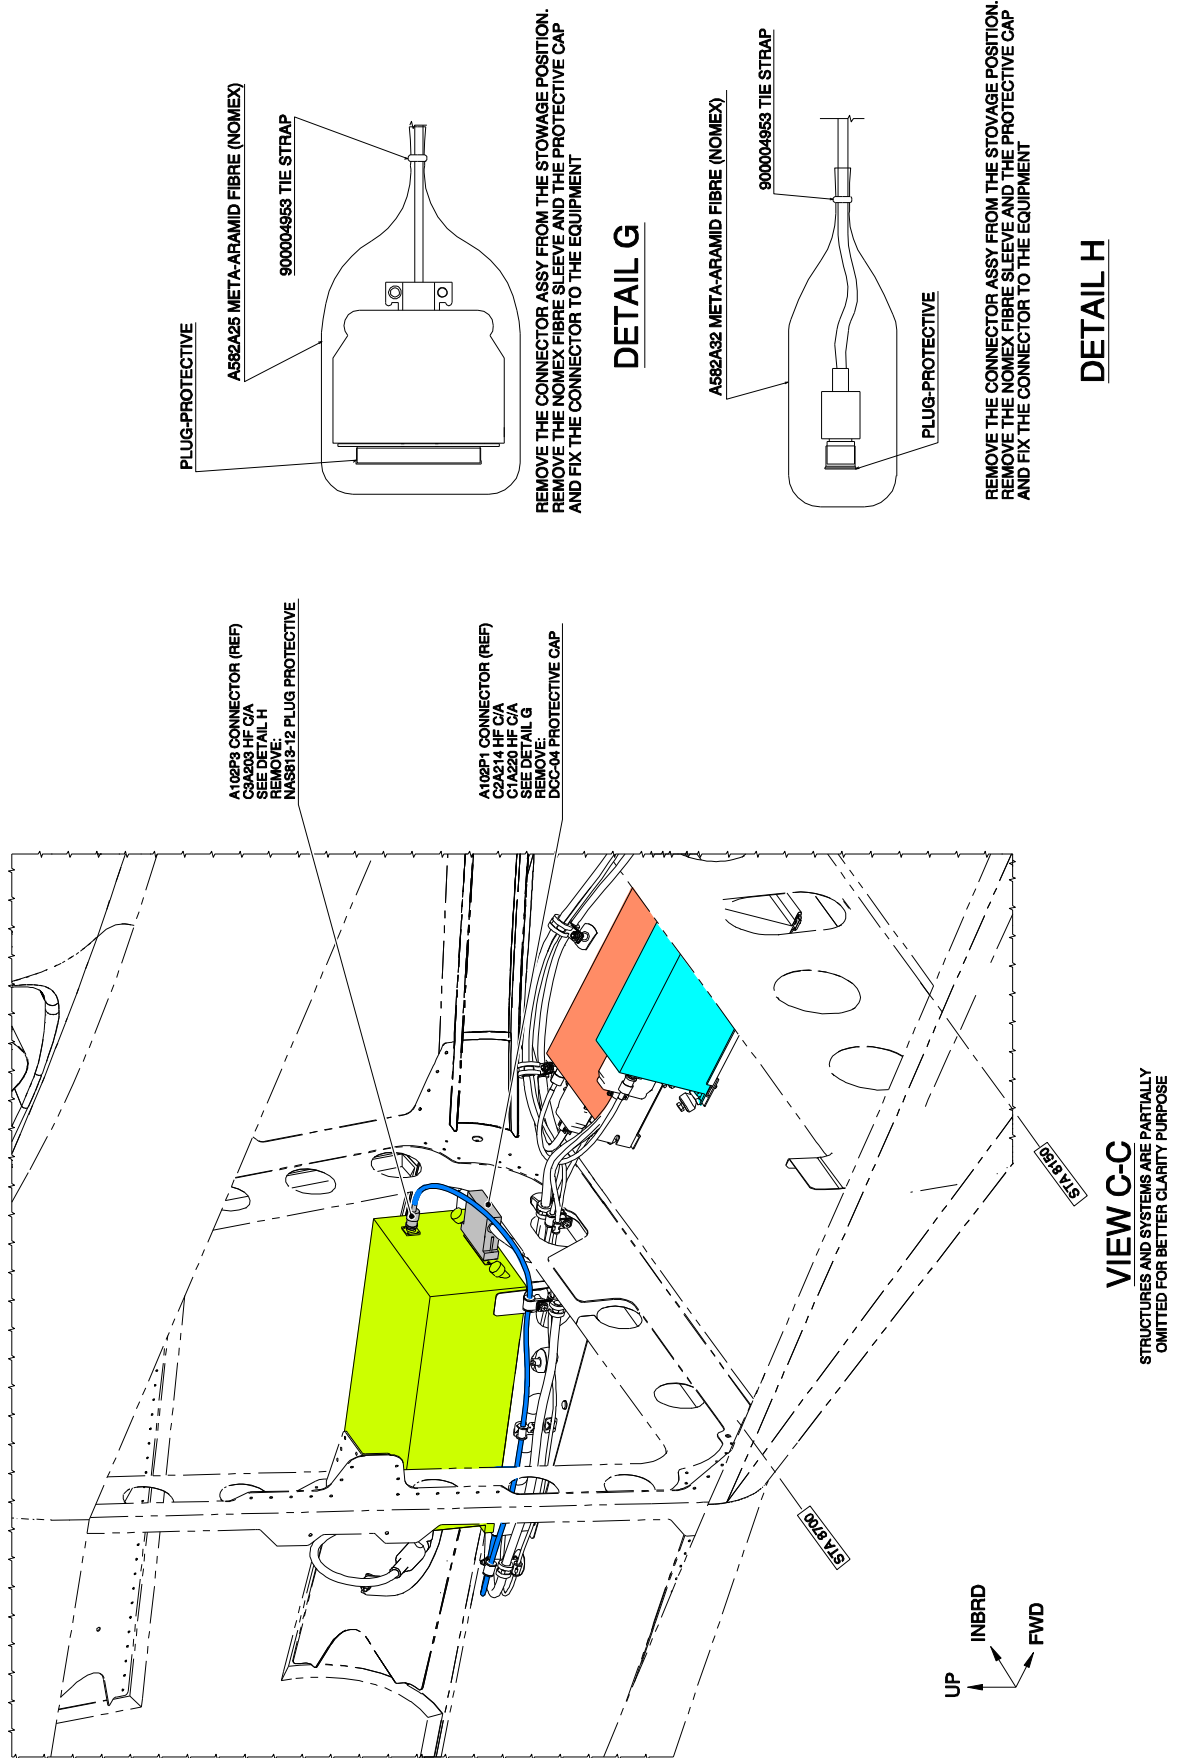 PLUG-PROTECTIVE
A582A25 META-ARAMID FIBRE (NOMEX)
900004953 TIE STRAP
REMOVE THE CONNECTOR ASSY FROM THE STOWAGE POSITION.
REMOVE THE NOMEX FIBRE SLEEVE AND THE PROTECTIVE CAP
AND FIX THE CONNECTOR TO THE EQUIPMENT
DETAIL G
A582A32 META-ARAMID FIBRE (NOMEX)
900004953 TIE STRAP
PLUG-PROTECTIVE
REMOVE THE CONNECTOR ASSY FROM THE STOVAGE POSITION.
REMOVE THE NOMEX FIBRE SLEEVE AND THE PROTECTIVE CAP
AND FIX THE CONNECTOR TO THE EQUIPMENT
DETAIL H
A102P3 CONNECTOR (REF)
C3A203 HF C/A
SEE DETAIL H
REMOVE:
NAS813-12 PLUG PROTECTIVE
A102P1 CONNECTOR (REF)
C2A214 HF C/A
C1A220 HF C/A
SEE DETAIL G
REMOVE:
DCC-04 PROTECTIVE CAP
STA 8700
STA 8150
UP
INBRD
FWD
VIEW C-C
STRUCTURES AND SYSTEMS ARE PARTIALLY
OMITTED FOR BETTER CLARITY PURPOSE